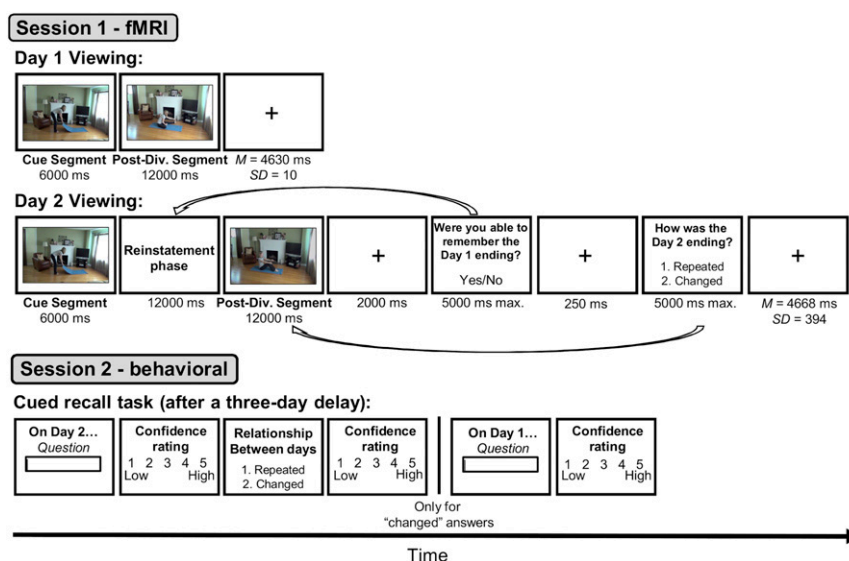 Session 1 - fMRI
Day 1 Viewing:
+
Cue Segment
6000 ms
Post-Div. Segment
12000 ms
M = 4630 ms
SD = 10
Day 2 Viewing:
Reinstatement
phase
+
Were you able to
remember the
Day 1 ending?
Yes/No
+
How was the
Day 2 ending?
1. Repeated
2. Changed
+
Cue Segment
6000 ms
12000 ms
Post-Div. Segment
12000 ms
2000 ms
5000 ms max.
250 ms
5000 ms max.
M = 4668 ms
SD = 394
Session 2 - behavioral
Cued recall task (after a three-day delay):
On Day 2…
Question
Confidence
rating
1 2 3 4 5
Low High
Relationship
Between days
1. Repeated
2. Changed
Confidence
rating
1 2 3 4 5
Low High
On Day 1…
Question
Confidence
rating
1 2 3 4 5
Low High
Only for
“changed” answers
Time